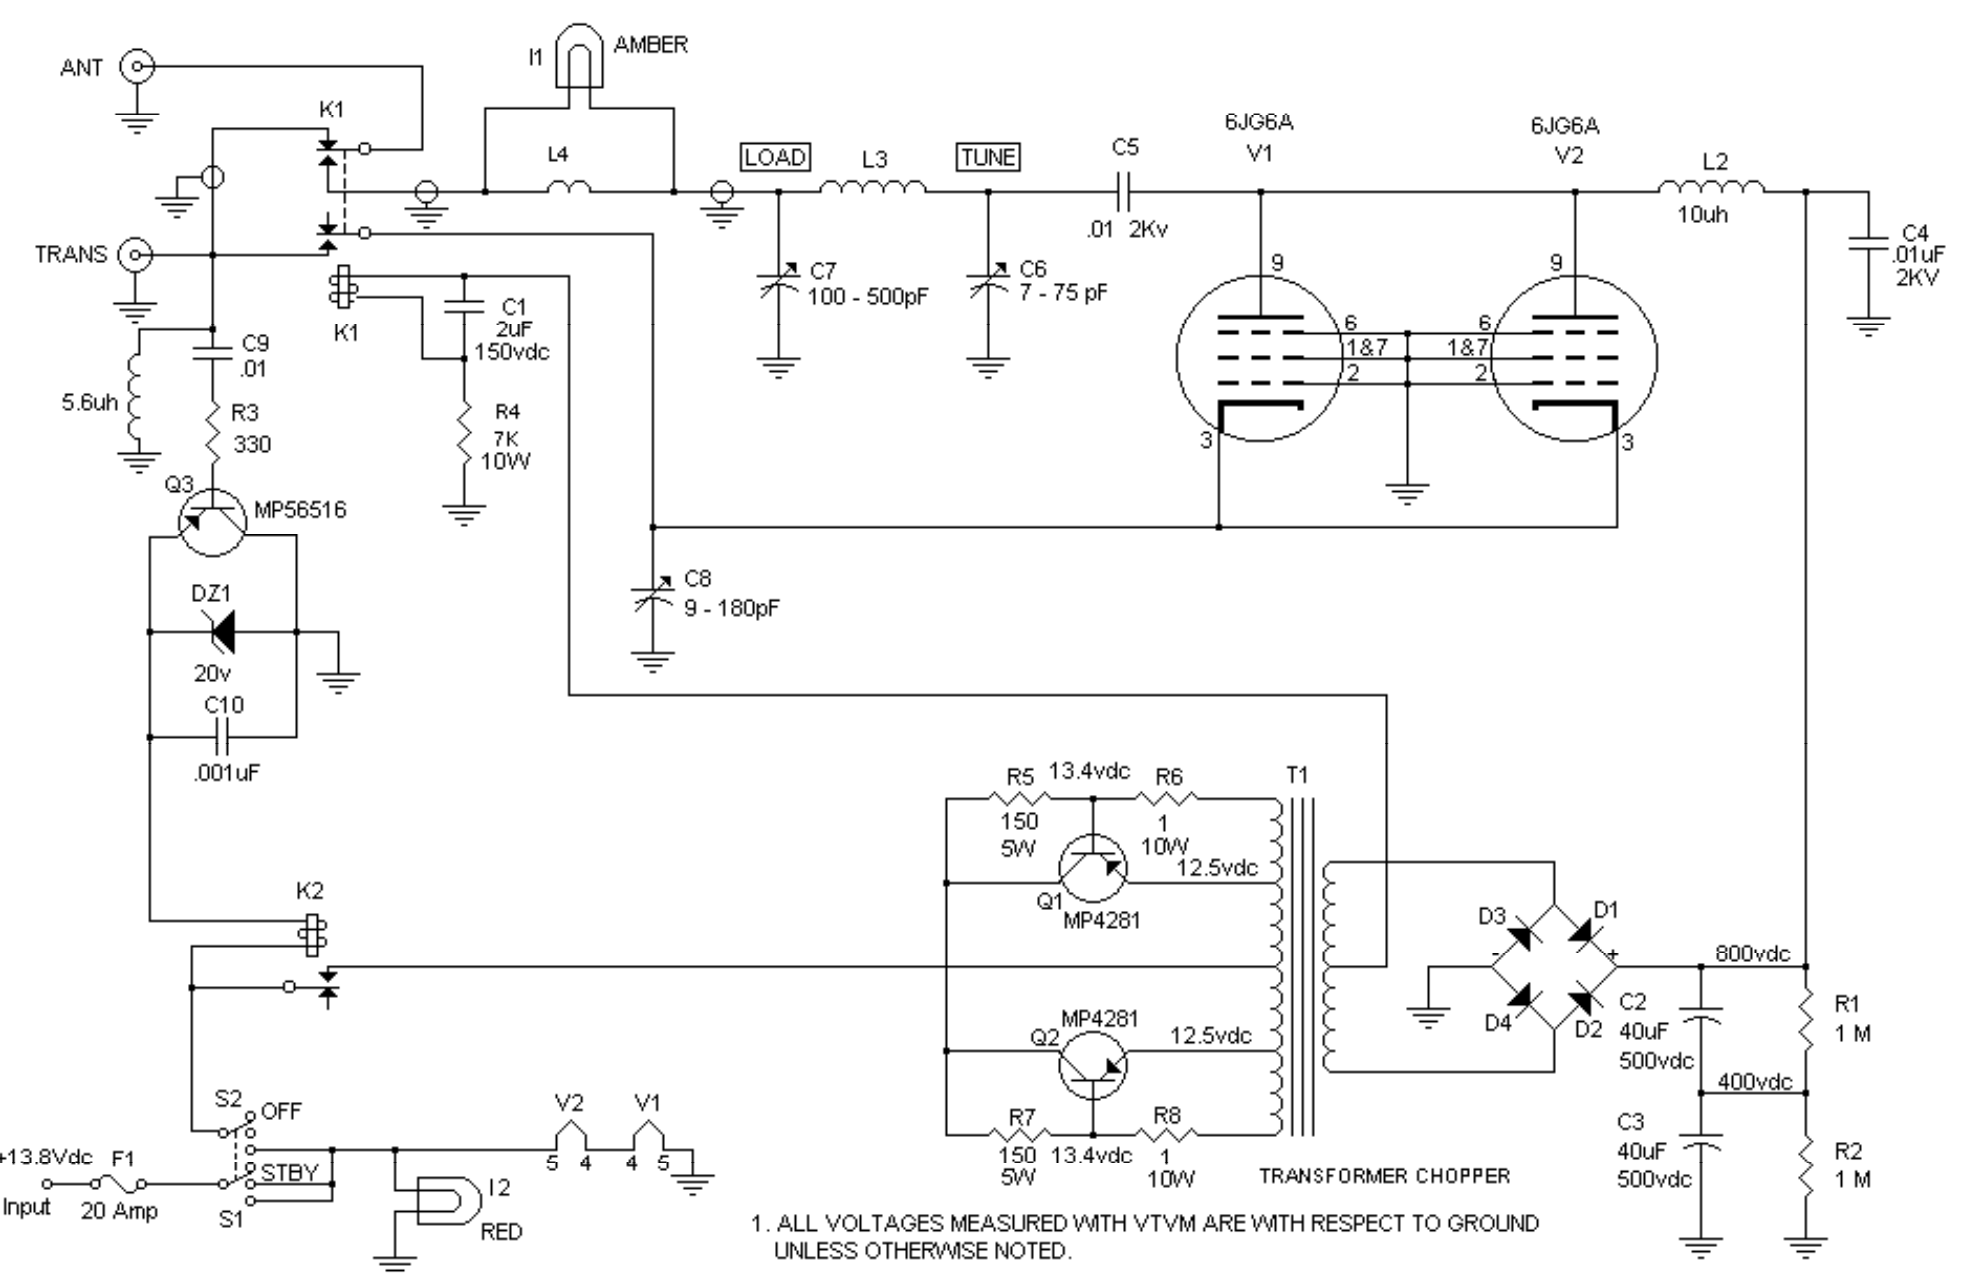 ANT
I1
AMBER
K1
L4
LOAD
L3
TUNE
C5
.01 2Kv
6JG6A
V1
6JG6A
V2
L2
10uh
C4
.01uF
2KV
TRANS
K1
C1
2uF
150vdc
C7
100 - 500pF
C6
7 - 75 pF
9
9
6
6
1&7
1&7
2
2
3
3
C9
.01
5.6uh
R3
330
R4
7K
10W
Q3
MP56516
DZ1
20v
C10
.001uF
C8
9 - 180pF
R5
13.4vdc
R6
T1
150
5W
1
10W
12.5vdc
Q1
MP4281
K2
D3
D1
-
+
D4
D2
800vdc
C2
40uF
500vdc
R1
1 M
MP4281
Q2
12.5vdc
400vdc
C3
40uF
500vdc
R2
1 M
R7
R8
150
5W
13.4vdc
1
10W
TRANSFORMER CHOPPER
S2
OFF
STBY
S1
+13.8Vdc
Input
F1
20 Amp
V2
V1
5 4 4 5
I2
RED
1. ALL VOLTAGES MEASURED WITH VTVM ARE WITH RESPECT TO GROUND
UNLESS OTHERWISE NOTED.